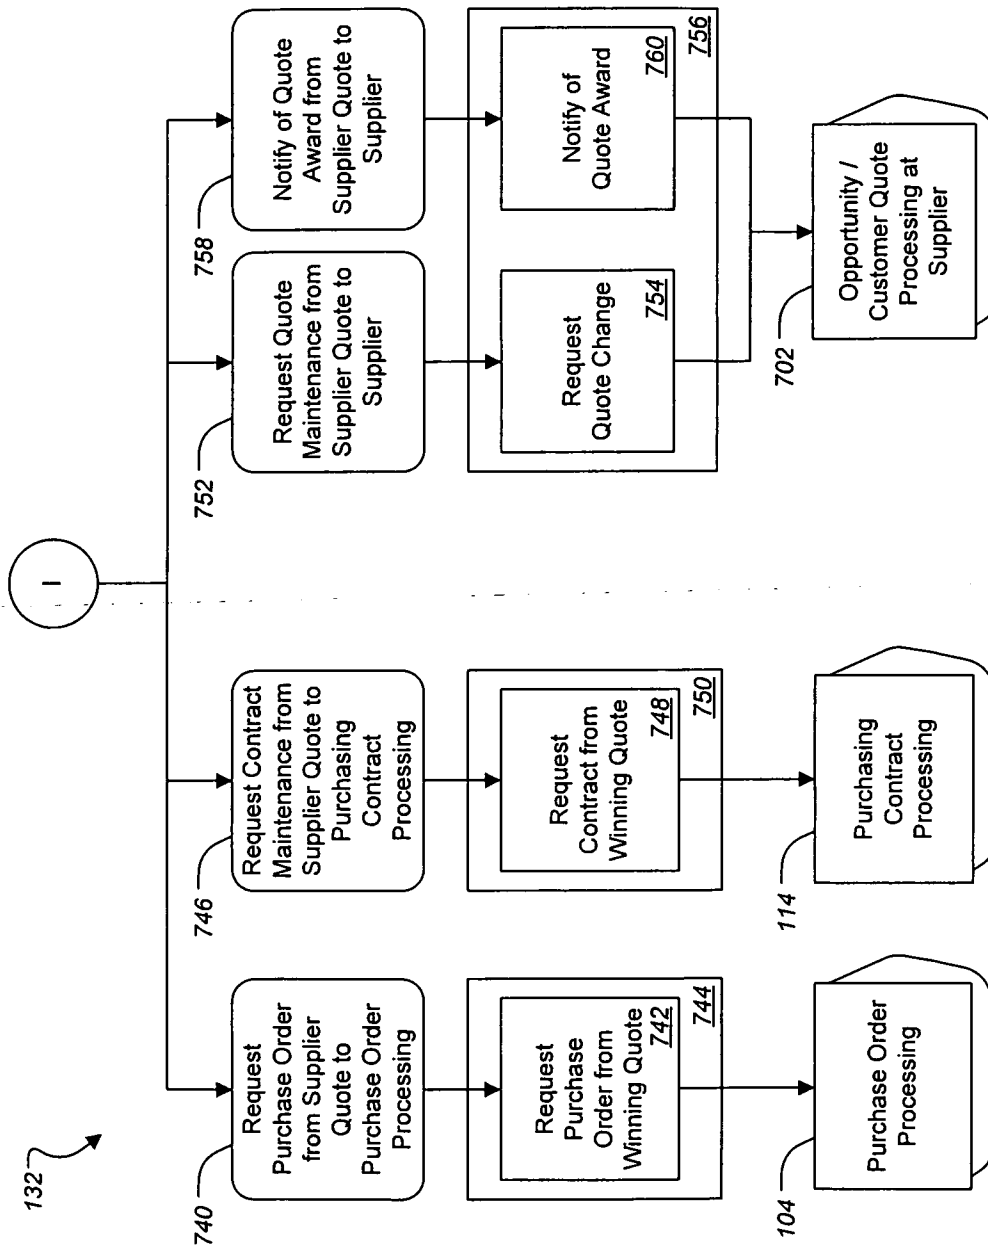 132
I
740
Request
Purchase Order
from Supplier
Quote to
Purchase Order
Processing
Request
Purchase
Order from
Winning Quote
742
744
104
Purchase Order
Processing
746
Request Contract
Maintenance from
Supplier Quote to
Purchasing
Contract
Processing
Request
Contract from
Winning Quote
748
750
114
Purchasing
Contract
Processing
752
Request Quote
Maintenance from
Supplier Quote to
Supplier
Request
Quote Change
754
758
Notify of Quote
Award from
Supplier Quote to
Supplier
Notify of
Quote Award
760
756
702
Opportunity /
Customer Quote
Processing at
Supplier